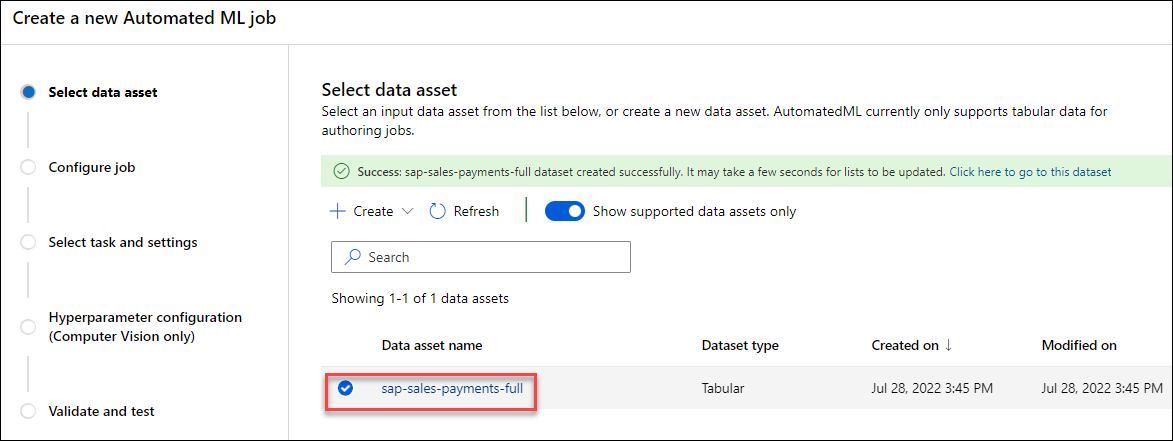 Create a new Automated ML job
Select data asset
Configure job
Select task and settings
Hyperparameter configuration
(Computer Vision only)
Validate and test
Select data asset
Select an input data asset from the list below, or create a new data asset. AutomatedML currently only supports tabular data for
authoring jobs.
Success: sap-sales-payments-full dataset created successfully. It may take a few seconds for lists to be updated. Click here to go to this dataset
Create Refresh Show supported data assets only
Search
Showing 1-1 of 1 data assets
Data asset name Dataset type Created on ↓ Modified on
sap-sales-payments-full Tabular Jul 28, 2022 3:45 PM Jul 28, 2022 3:45 PM